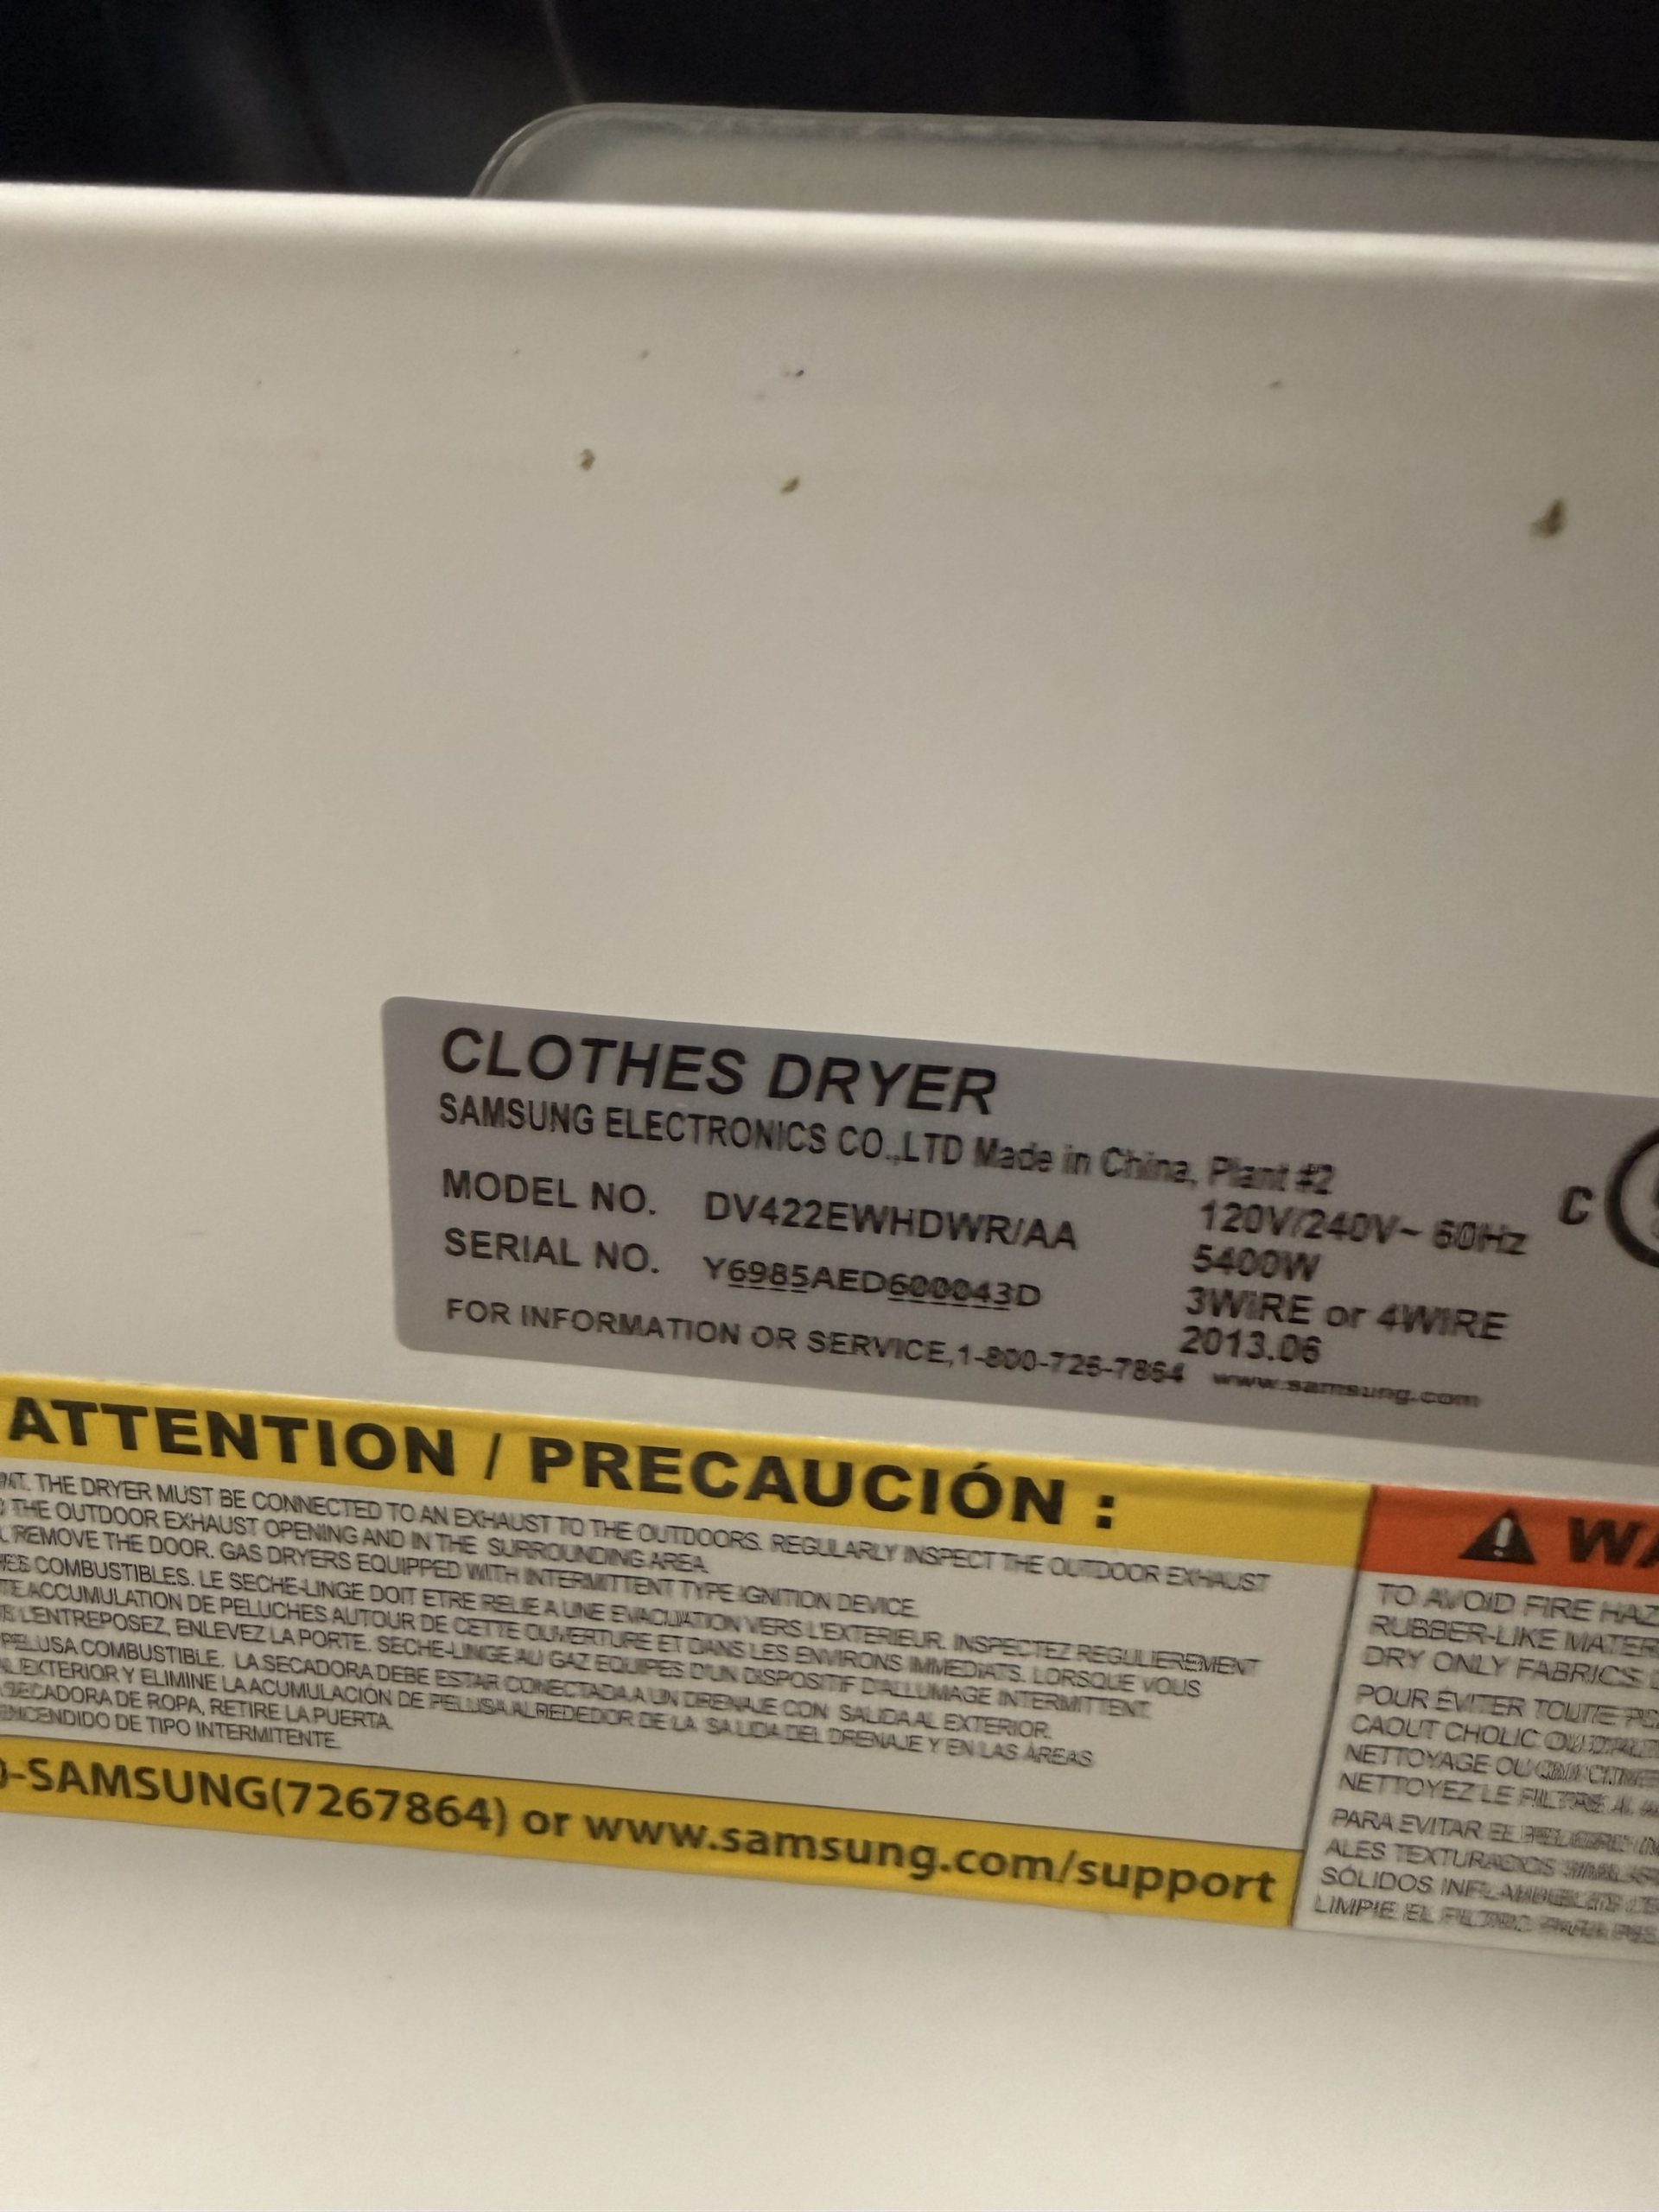 CLOTHES DRYER
SAMSUNG ELECTRONICS CO.,LTD Made in China, Plant #2
MODEL NO. DV422EWHDWR/AA 120V/240V~ 60Hz
5400W
SERIAL NO. Y6985AED600043D 3WIRE or 4WIRE
2013.06
FOR INFORMATION OR SERVICE,1-800-726-7864 www.samsung.com
C
ATTENTION / PRECAUCIÓN :
THE DRYER MUST BE CONNECTED TO AN EXHAUST TO THE OUTDOORS. REGULARLY INSPECT THE OUTDOOR EXHAUST
THE OUTDOOR EXHAUST OPENING AND IN THE SURROUNDING AREA.
REMOVE THE DOOR. GAS DRYERS EQUIPPED WITH INTERMITTENT TYPE IGNITION DEVICE.
COMBUSTIBLES. LE SECHE-LINGE DOIT ETRE RELIE A UNE EVACUATION VERS L'EXTERIEUR. INSPECTEZ REGULIEREMENT
ACCUMULATION DE PELUCHES AUTOUR DE CETTE OUVERTURE ET DANS LES ENVIRONS IMMEDIATS. LORSQUE VOUS
L'ENTREPOSEZ, ENLEVEZ LA PORTE. SECHE-LINGE AU GAZ EQUIPES D'UN DISPOSITIF D'ALLUMAGE INTERMITTENT.
PELUSA COMBUSTIBLE. LA SECADORA DEBE ESTAR CONECTADA A UN DRENAJE CON SALIDA AL EXTERIOR.
EXTERIOR Y ELIMINE LA ACUMULACIÓN DE PELUSA ALREDEDOR DE LA SALIDA DEL DRENAJE Y EN LAS ÁREAS
SECADORA DE ROPA, RETIRE LA PUERTA.
ENCENDIDO DE TIPO INTERMITENTE.
-SAMSUNG(7267864) or www.samsung.com/support
WA
TO AVOID FIRE HAZ
RUBBER-LIKE MATER
DRY ONLY FABRICS
POUR ÉVITER TOUTE
CAOUT CHOLIC
NETTOYAGE OU
NETTOYEZ LE FILTRE
PARA EVITAR EL
ALES TEXTURADOS
SÓLIDOS
LIMPIE EL FILTRO PARA